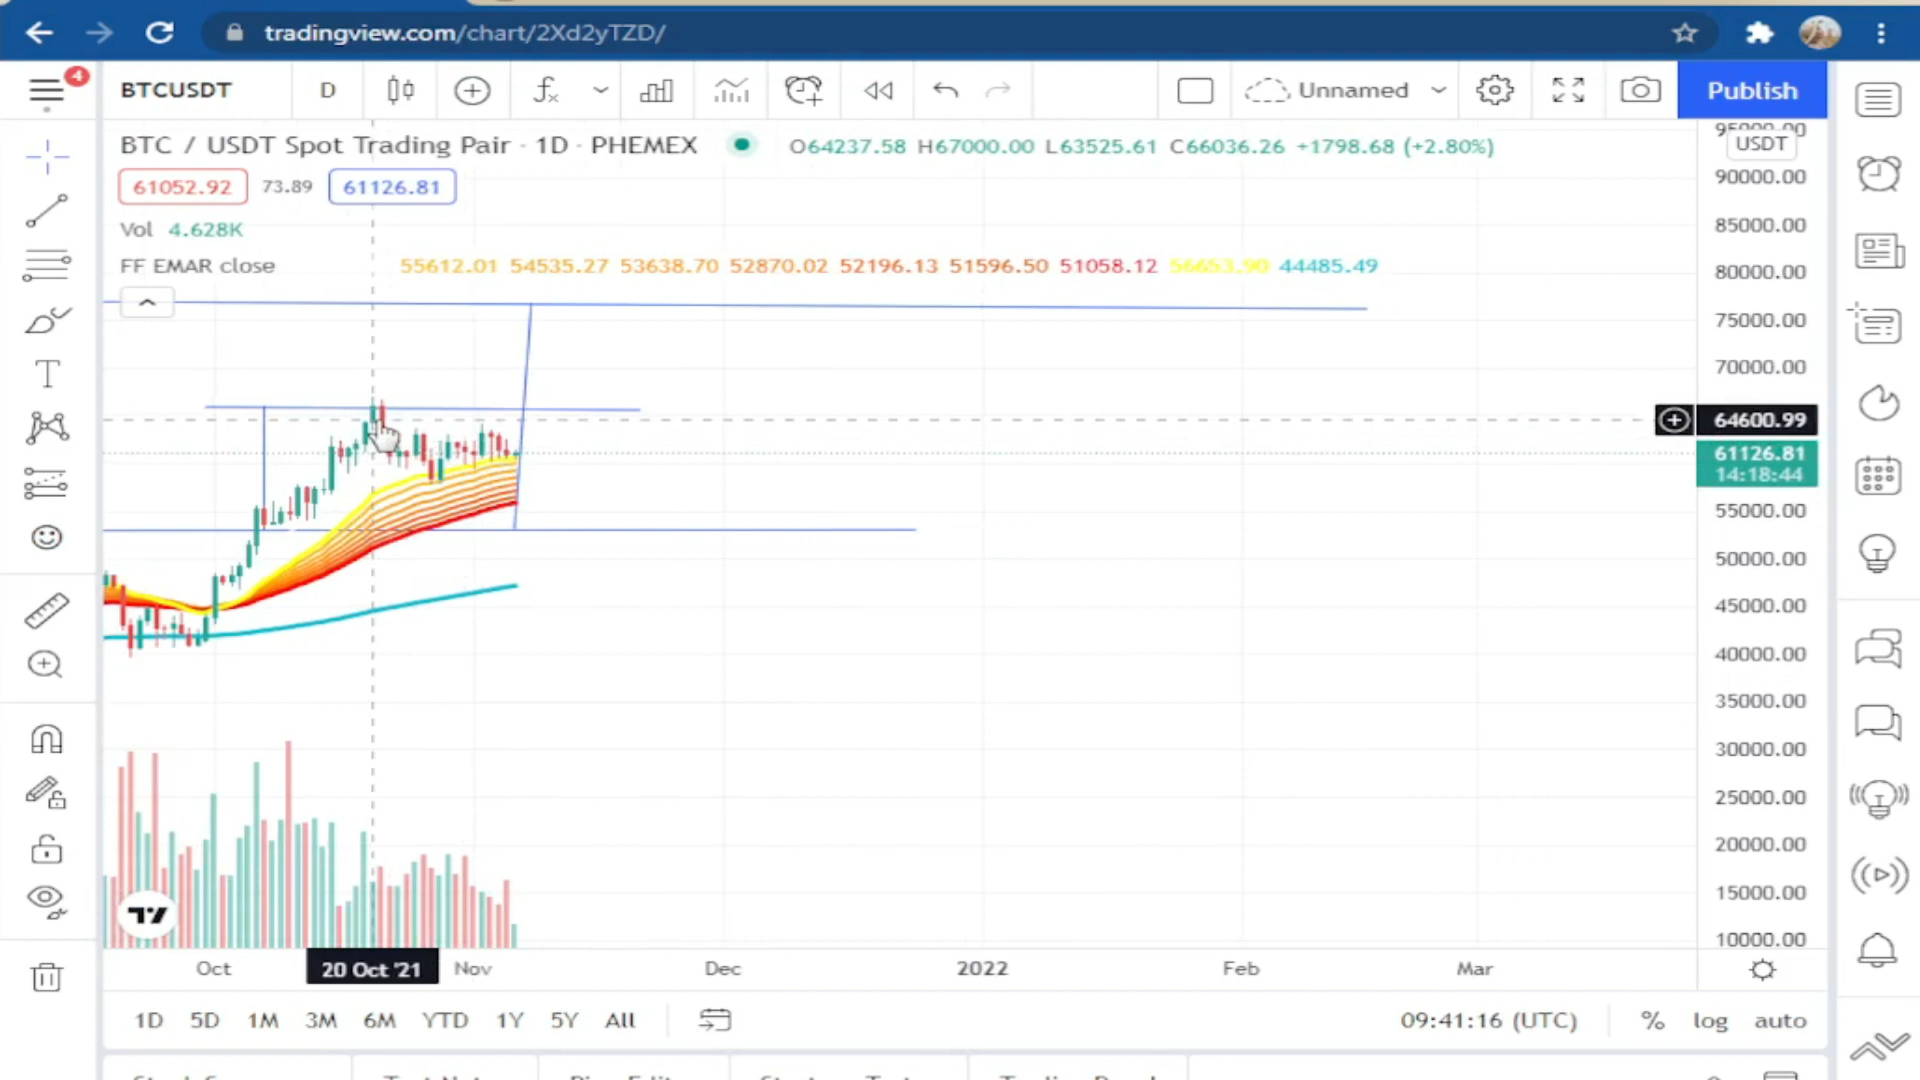 tradingview.com/chart/2Xd2yTZD/
4
BTCUSDT D Unnamed Publish
BTC / USDT Spot Trading Pair · 1D · PHEMEX O64237.58 H67000.00 L63525.61 C66036.26 +1798.68 (+2.80%)
USDT
61052.92 73.89 61126.81
90000.00
Vol 4.628K
85000.00
FF EMAR close 55612.01 54535.27 53638.70 52870.02 52196.13 51596.50 51058.12 56653.90 44485.49
80000.00
75000.00
70000.00
64600.99
61126.81
14:18:44
55000.00
50000.00
45000.00
40000.00
35000.00
30000.00
25000.00
20000.00
15000.00
10000.00
Oct 20 Oct '21 Nov Dec 2022 Feb Mar
1D 5D 1M 3M 6M YTD 1Y 5Y All 09:41:16 (UTC) % log auto